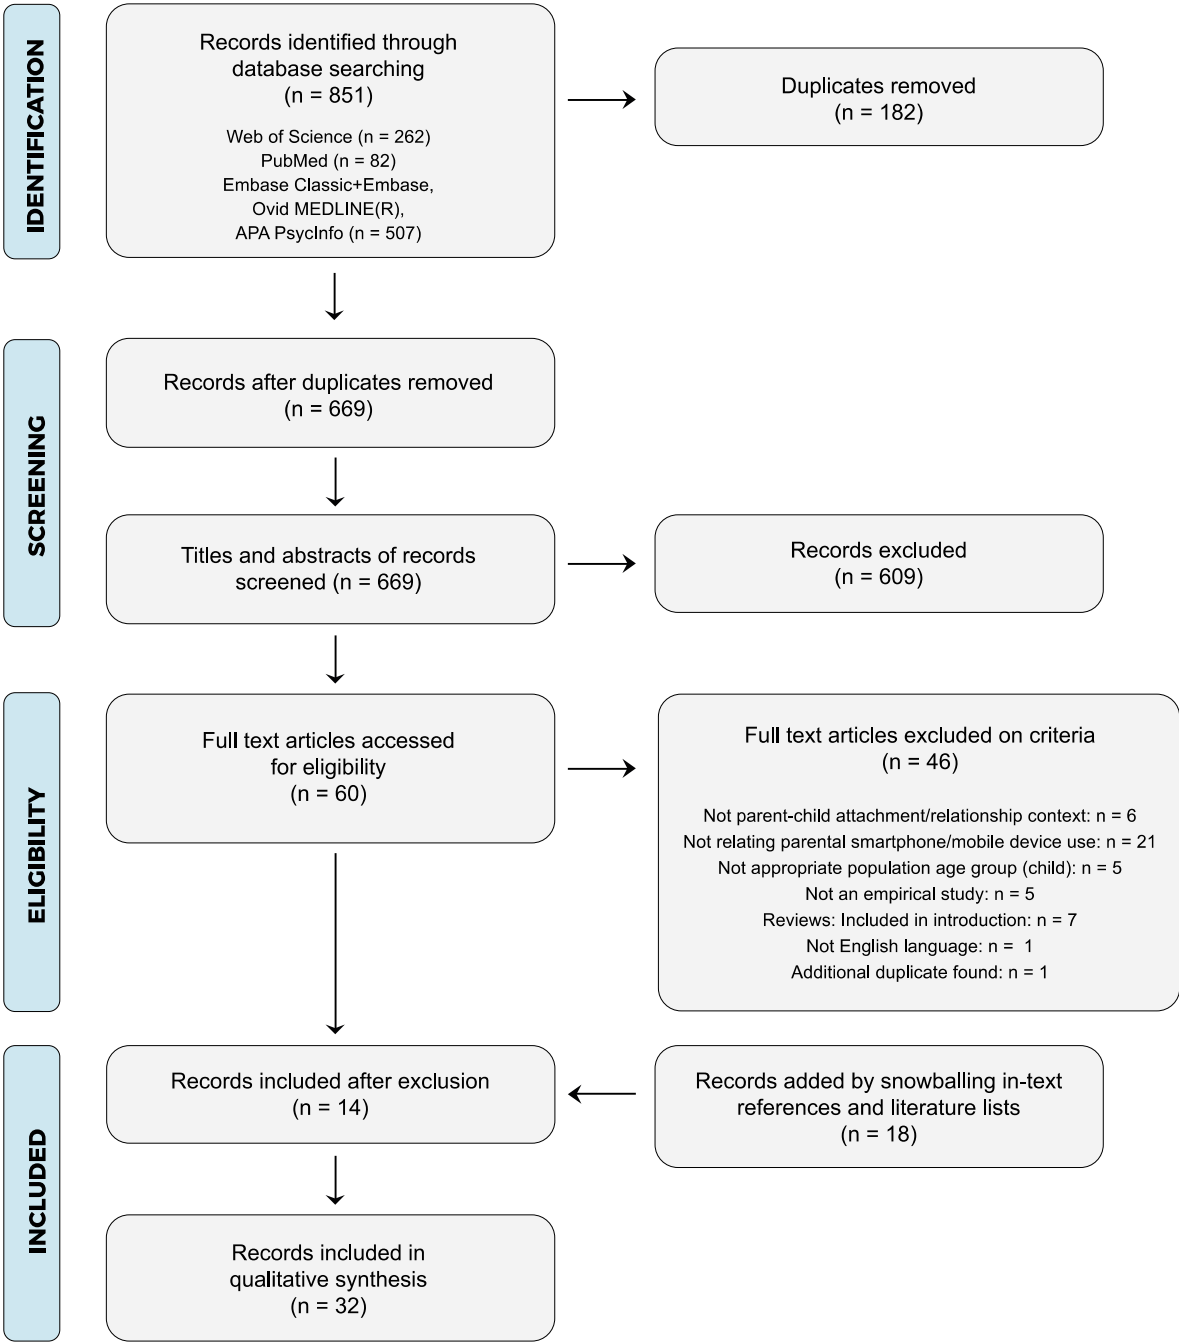 IDENTIFICATION
Records identified through
database searching
(n = 851)
Web of Science (n = 262)
PubMed (n = 82)
Embase Classic+Embase,
Ovid MEDLINE(R),
APA PsycInfo (n = 507)
Duplicates removed
(n = 182)
SCREENING
Records after duplicates removed
(n = 669)
Titles and abstracts of records
screened (n = 669)
Records excluded
(n = 609)
ELIGIBILITY
Full text articles accessed
for eligibility
(n = 60)
Full text articles excluded on criteria
(n = 46)
Not parent-child attachment/relationship context: n = 6
Not relating parental smartphone/mobile device use: n = 21
Not appropriate population age group (child): n = 5
Not an empirical study: n = 5
Reviews: Included in introduction: n = 7
Not English language: n =  1
Additional duplicate found: n = 1
INCLUDED
Records included after exclusion
(n = 14)
Records added by snowballing in-text
references and literature lists
(n = 18)
Records included in
qualitative synthesis
(n = 32)